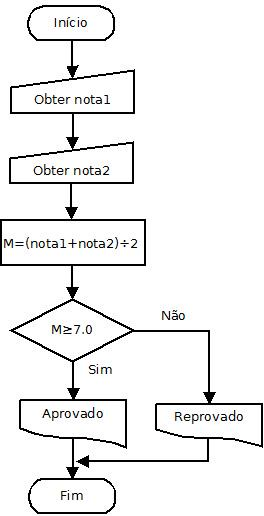 Início
Obter nota1
Obter nota2
M=(nota1+nota2)÷2
M≥7.0
Não
Sim
Aprovado
Reprovado
Fim